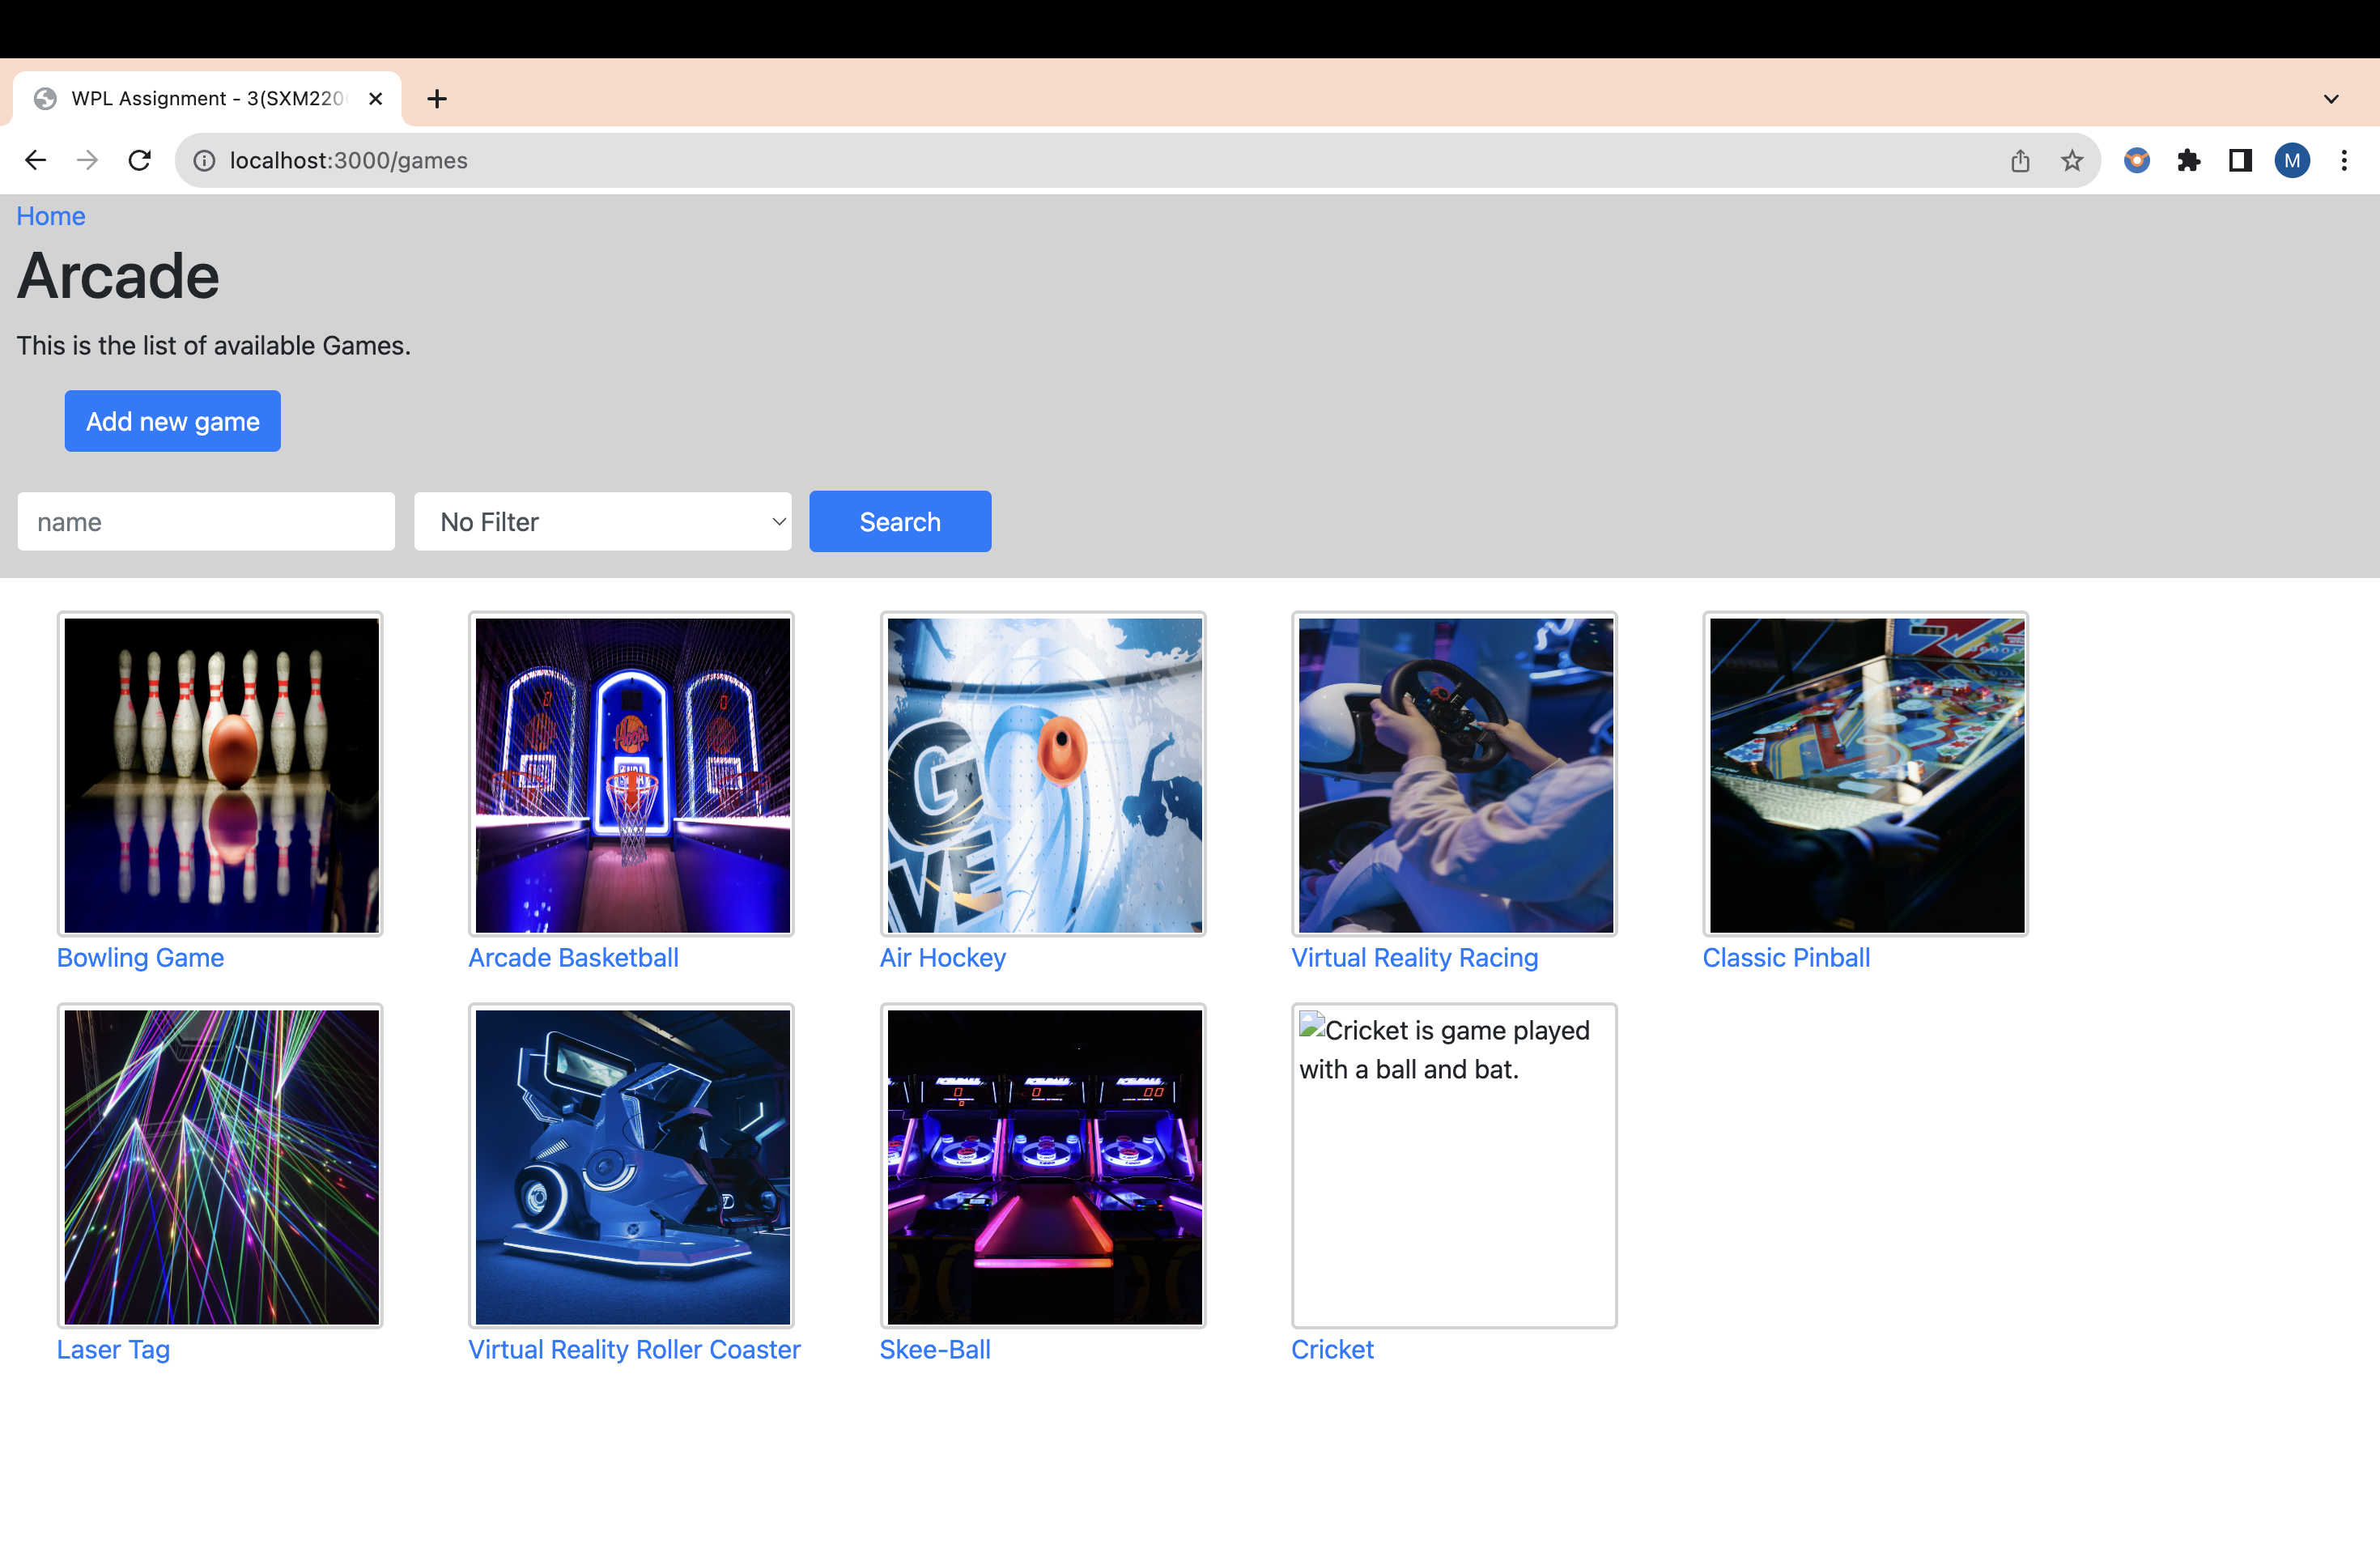 WPL Assignment - 3(SXM220
localhost:3000/games
M
Home
Arcade
This is the list of available Games.
Add new game
name
No Filter
Search
G
VE
Bowling Game
Arcade Basketball
Air Hockey
Virtual Reality Racing
Classic Pinball
Cricket is game played
with a ball and bat.
Laser Tag
Virtual Reality Roller Coaster
Skee-Ball
Cricket